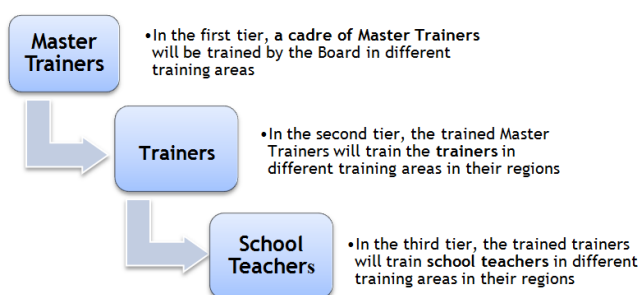 Master
Trainers
•In the first tier, a cadre of Master Trainers
will be trained by the Board in different
training areas
Trainers
•In the second tier, the trained Master
Trainers will train the trainers in
different training areas in their regions
School
Teachers
•In the third tier, the trained trainers
will train school teachers in different
training areas in their regions